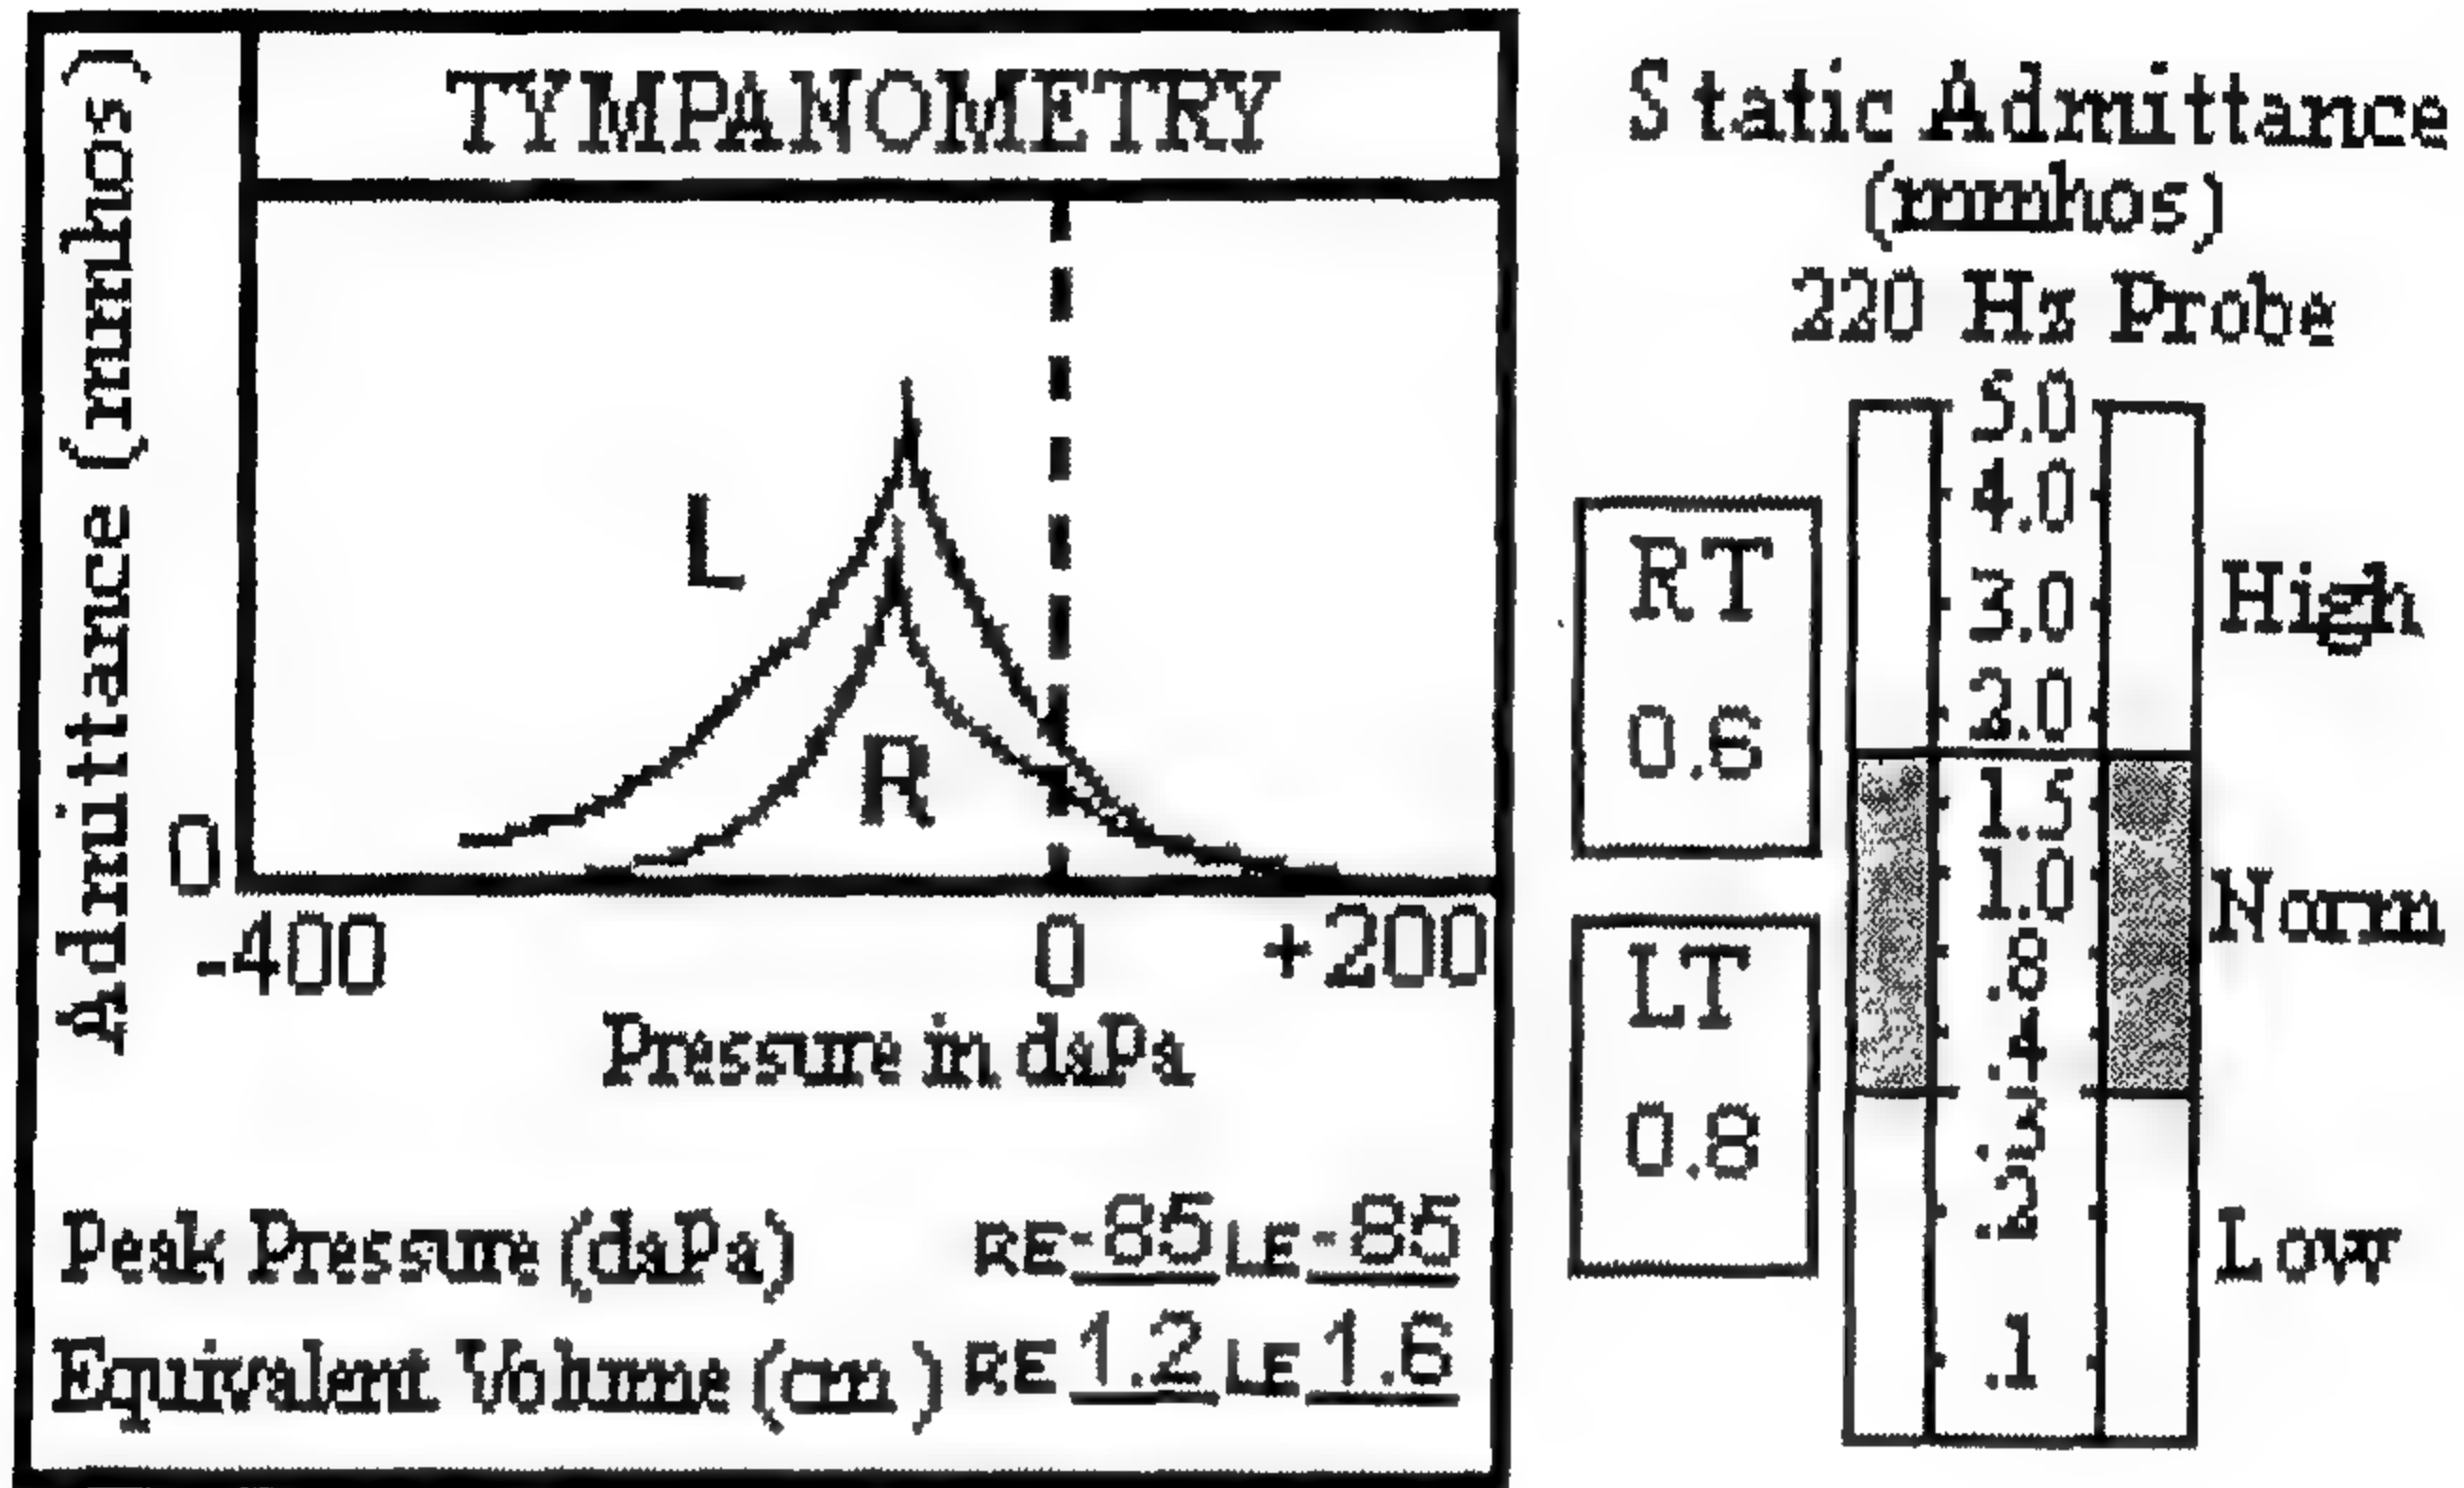 TYMPANOMETRY
Admittance (mmhos)
L
R
0
-400 0 +200
Pressure in daPa
Peak Pressure (daPa) RE -85 LE -85
Equivalent Volume (cm ) RE 1.2 LE 1.6
Static Admittance
(mmhos)
220 Hz Probe
RT
0.6
LT
0.8
5.0
4.0
3.0
2.0
1.5
1.0
.8
.4
.3
.2
.1
High
Norm
Low